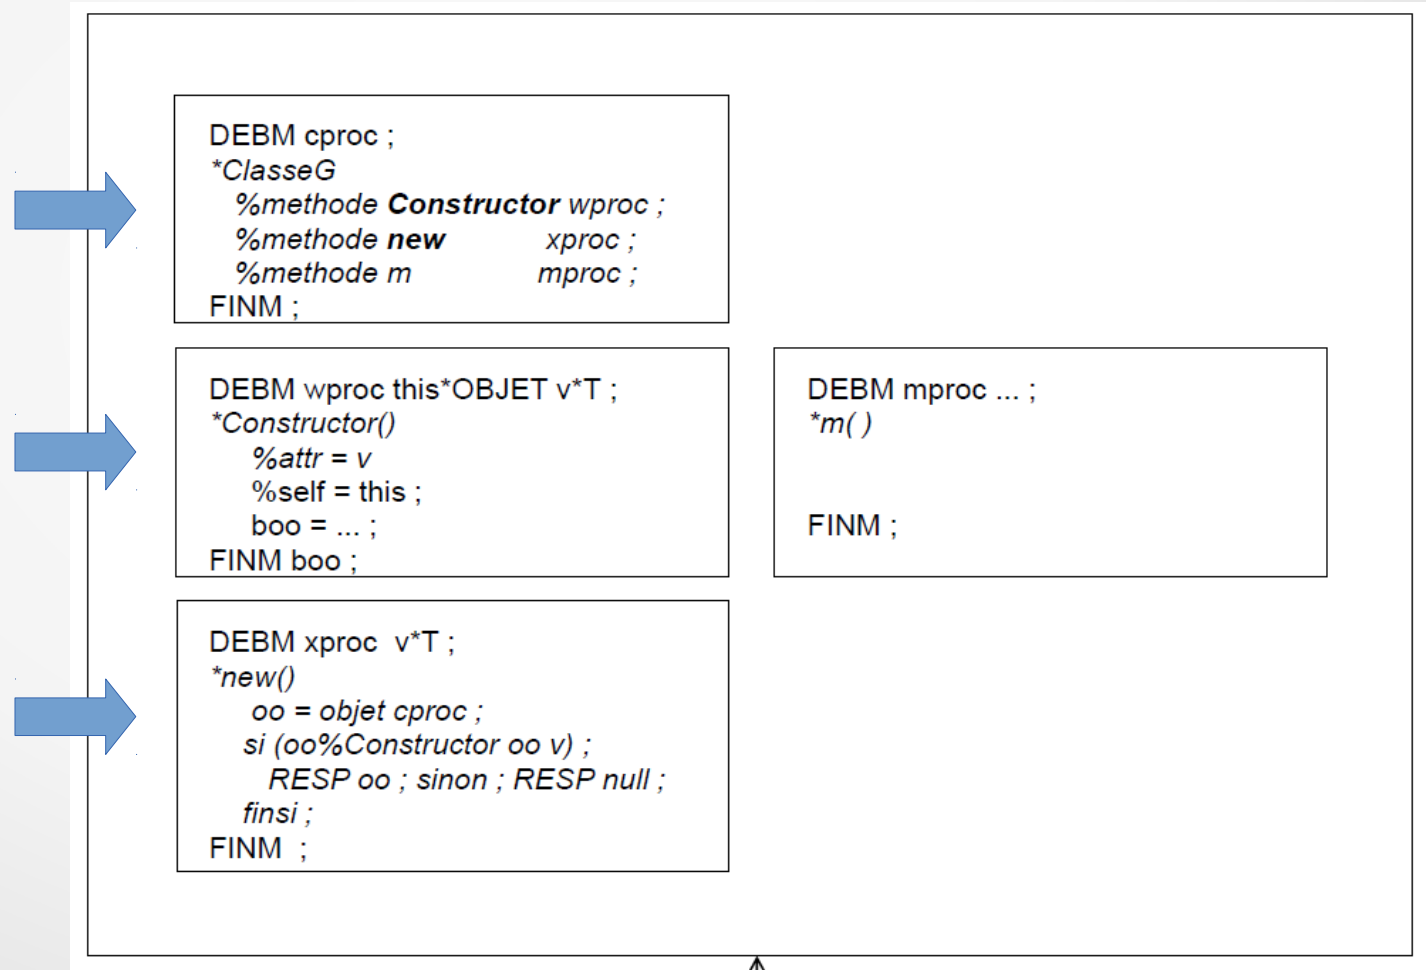 DEBM cproc ;
*ClasseG
%methode Constructor wproc ;
%methode new xproc ;
%methode m mproc ;
FINM ;
DEBM wproc this*OBJET v*T ;
*Constructor()
%attr = v
%self = this ;
boo = ... ;
FINM boo ;
DEBM mproc ... ;
*m( )
FINM ;
DEBM xproc v*T ;
*new()
oo = objet cproc ;
si (oo%Constructor oo v) ;
RESP oo ; sinon ; RESP null ;
finsi ;
FINM ;